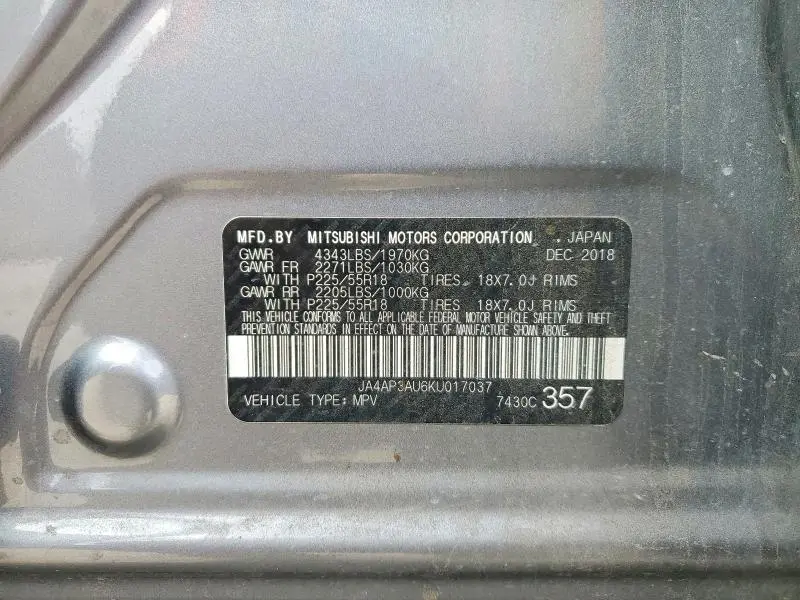 MFD.BY MITSUBISHI MOTORS CORPORATION . JAPAN
GVWR 4343LBS/1970KG DEC 2018
GAWR FR 2271LBS/1030KG
WITH P225/55R18 TIRES. 18X7.0J RIMS
GAWR RR 2205LBS/1000KG
WITH P225/55R18 TIRES 18X7.0J RIMS
THIS VEHICLE CONFORMS TO ALL APPLICABLE FEDERAL MOTOR VEHICLE SAFETY AND THEFT
PREVENTION STANDARDS IN EFFECT ON THE DATE OF MANUFACTURE SHOWN ABOVE.
JA4AP3AU6KU017037
VEHICLE TYPE: MPV 7430C 357